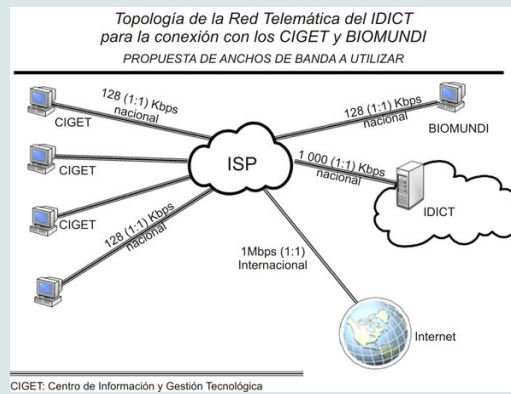 Topología de la Red Telemática del IDICT
para la conexión con los CIGET y BIOMUNDI
PROPUESTA DE ANCHOS DE BANDA A UTILIZAR
128 (1:1) Kbps
nacional
CIGET
128 (1:1) Kbps
nacional
BIOMUNDI
ISP
CIGET
1 000 (1:1) Kbps
nacional
IDICT
CIGET
128 (1:1) Kbps
nacional
1Mbps (1:1)
Internacional
Internet
CIGET: Centro de Información y Gestión Tecnológica